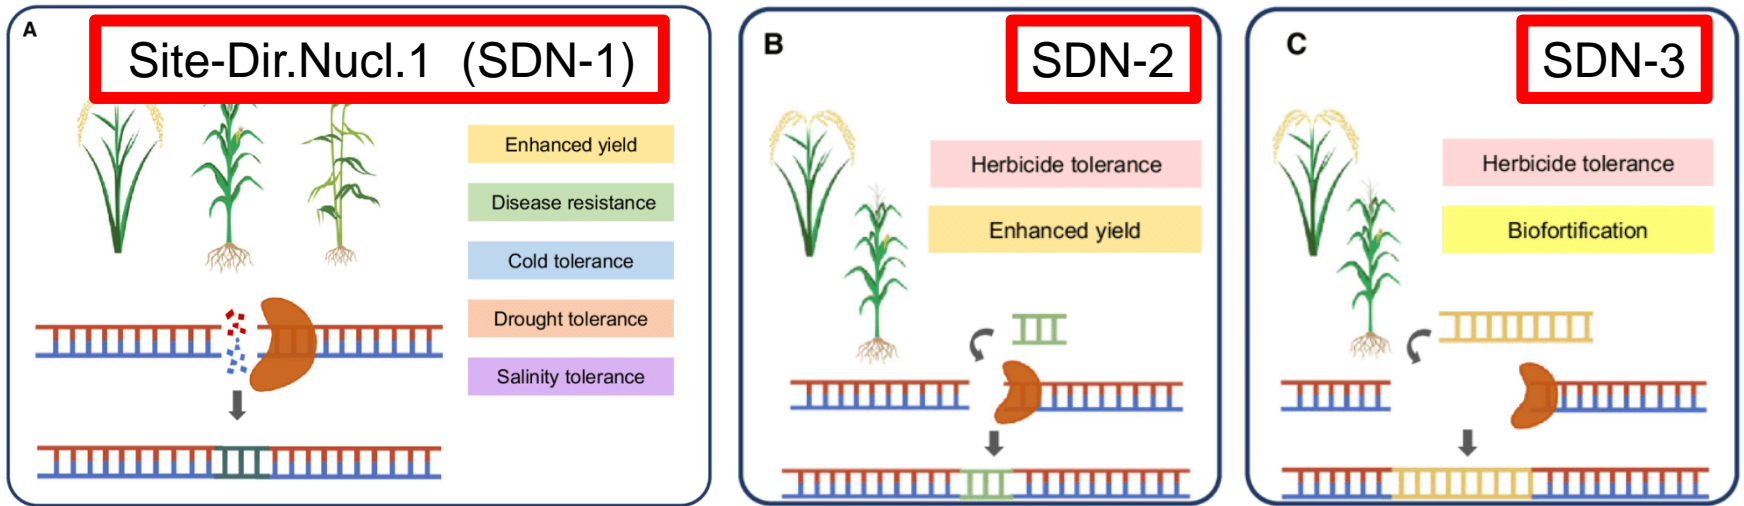 A
Site-Dir.Nucl.1 (SDN-1)
Enhanced yield
Disease resistance
Cold tolerance
Drought tolerance
Salinity tolerance
B
SDN-2
Herbicide tolerance
Enhanced yield
C
SDN-3
Herbicide tolerance
Biofortification